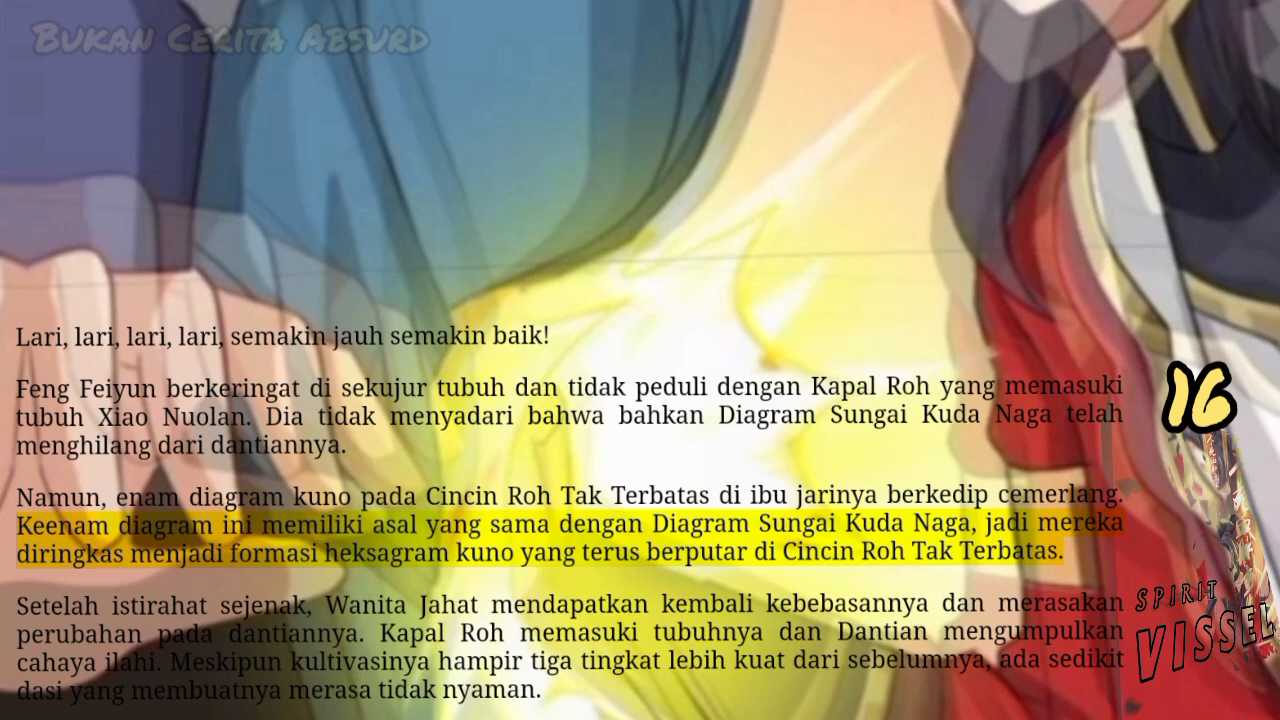 Bukan Cerita Absurd
Lari, lari, lari, lari, semakin jauh semakin baik!
Feng Feiyun berkeringat di sekujur tubuh dan tidak peduli dengan Kapal Roh yang memasuki
tubuh Xiao Nuolan. Dia tidak menyadari bahwa bahkan Diagram Sungai Kuda Naga telah
menghilang dari dantiannya.
Namun, enam diagram kuno pada Cincin Roh Tak Terbatas di ibu jarinya berkedip cemerlang.
Keenam diagram ini memiliki asal yang sama dengan Diagram Sungai Kuda Naga, jadi mereka
diringkas menjadi formasi heksagram kuno yang terus berputar di Cincin Roh Tak Terbatas.
Setelah istirahat sejenak, Wanita Jahat mendapatkan kembali kebebasannya dan merasakan
perubahan pada dantiannya. Kapal Roh memasuki tubuhnya dan Dantian mengumpulkan
cahaya ilahi. Meskipun kultivasinya hampir tiga tingkat lebih kuat dari sebelumnya, ada sedikit
dasi yang membuatnya merasa tidak nyaman.
16
SPIRIT
VISSEL